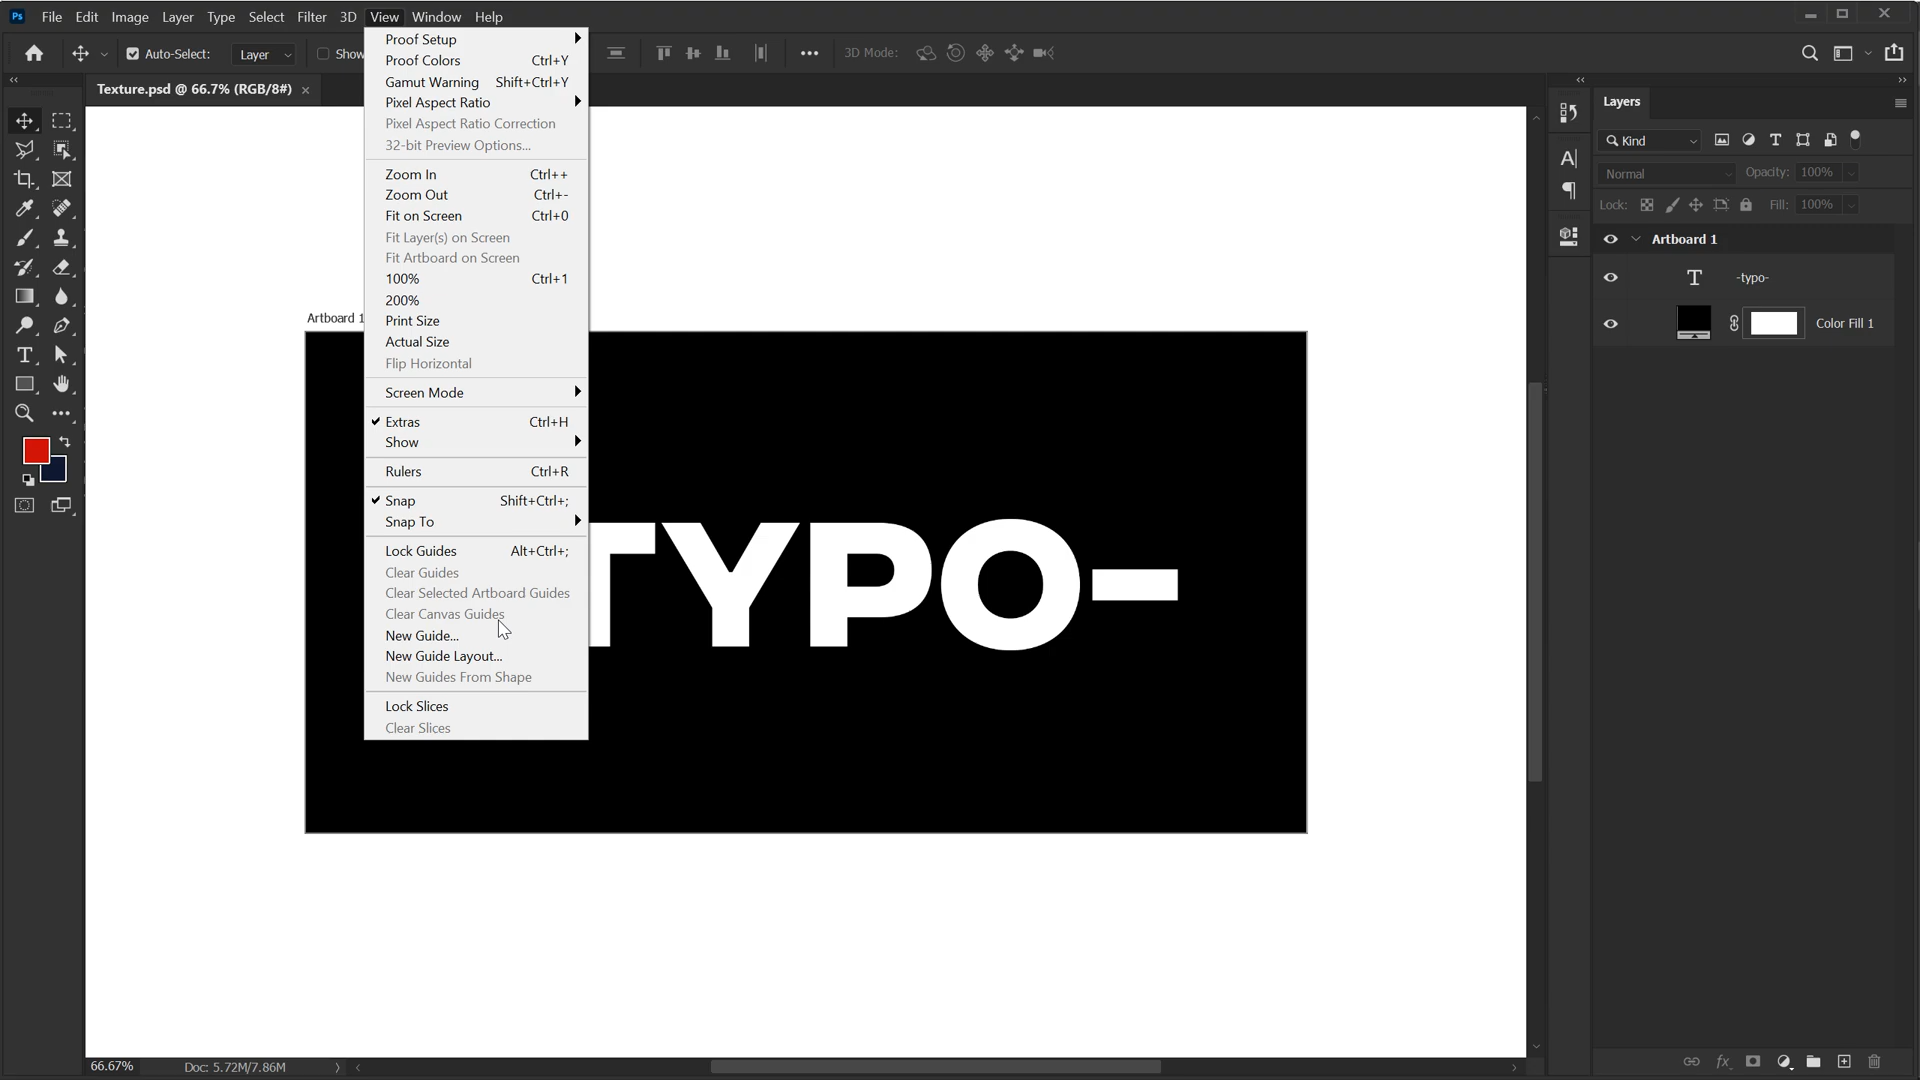 Ps File Edit Image Layer Type Select Filter 3D View Window Help
Auto-Select: Layer Show 3D Mode:
Texture.psd @ 66.7% (RGB/8#)
Proof Setup
Proof Colors Ctrl+Y
Gamut Warning Shift+Ctrl+Y
Pixel Aspect Ratio
Pixel Aspect Ratio Correction
32-bit Preview Options...
Zoom In Ctrl++
Zoom Out Ctrl+-
Fit on Screen Ctrl+0
Fit Layer(s) on Screen
Fit Artboard on Screen
100% Ctrl+1
200%
Print Size
Actual Size
Flip Horizontal
Screen Mode
Extras Ctrl+H
Show
Rulers Ctrl+R
Snap Shift+Ctrl+;
Snap To
Lock Guides Alt+Ctrl+;
Clear Guides
Clear Selected Artboard Guides
Clear Canvas Guides
New Guide...
New Guide Layout...
New Guides From Shape
Lock Slices
Clear Slices
Artboard 1
TYPO-
Layers
Kind
Normal Opacity: 100%
Lock: Fill: 100%
Artboard 1
-typo-
Color Fill 1
66.67% Doc: 5.72M/7.86M